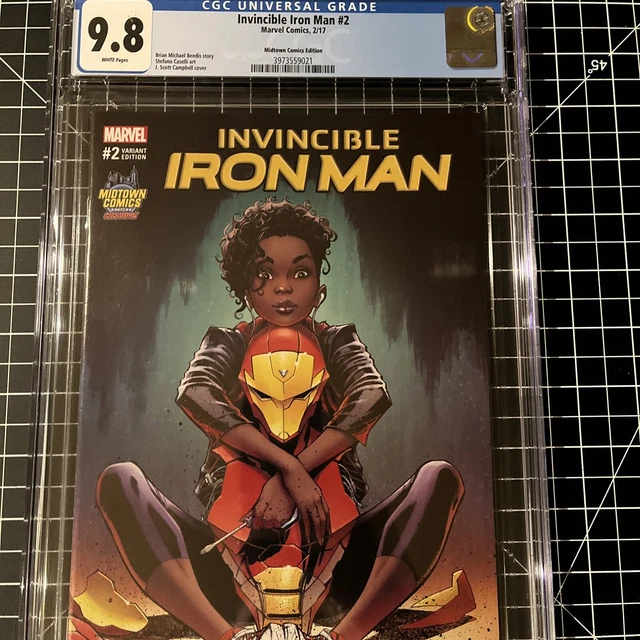 CGC UNIVERSAL GRADE
9.8
WHITE Pages
Invincible Iron Man #2
Marvel Comics, 2/17
Midtown Comics Edition
Brian Michael Bendis story
Stefano Caselli art
J. Scott Campbell cover
3973559021
MARVEL
#2 VARIANT
EDITION
MIDTOWN
COMICS
INVINCIBLE
IRON MAN
45°